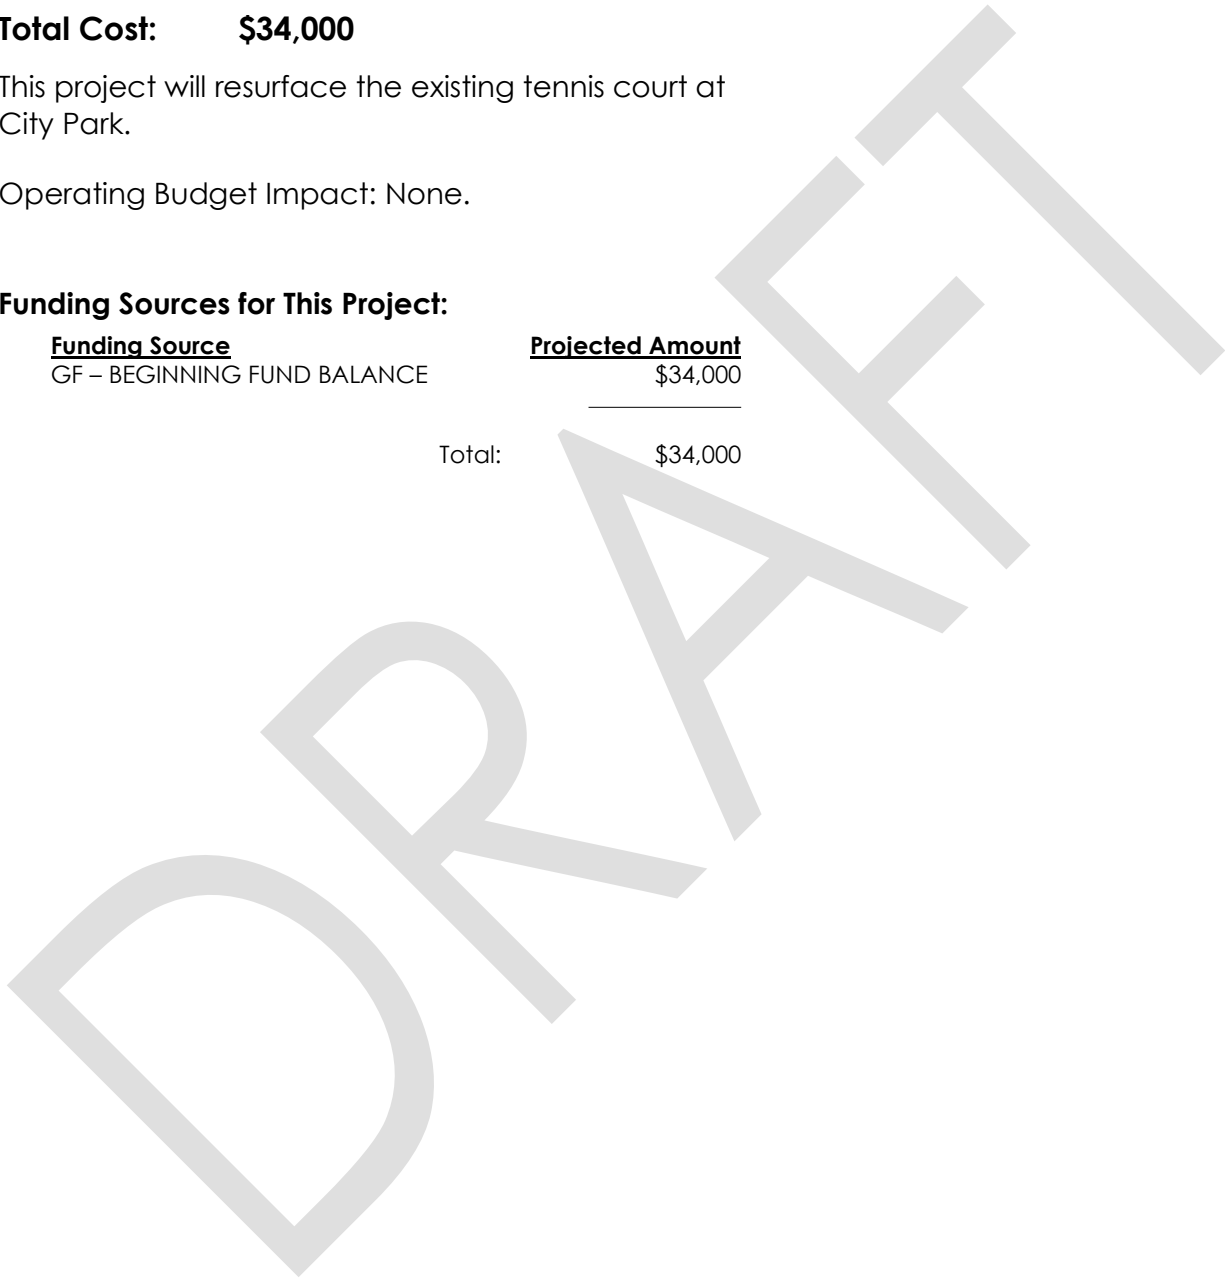 Total Cost: $34,000
This project will resurface the existing tennis court at
City Park.
Operating Budget Impact: None.
Funding Sources for This Project:
Funding Source Projected Amount
GF – BEGINNING FUND BALANCE $34,000
Total: $34,000
DRAFT